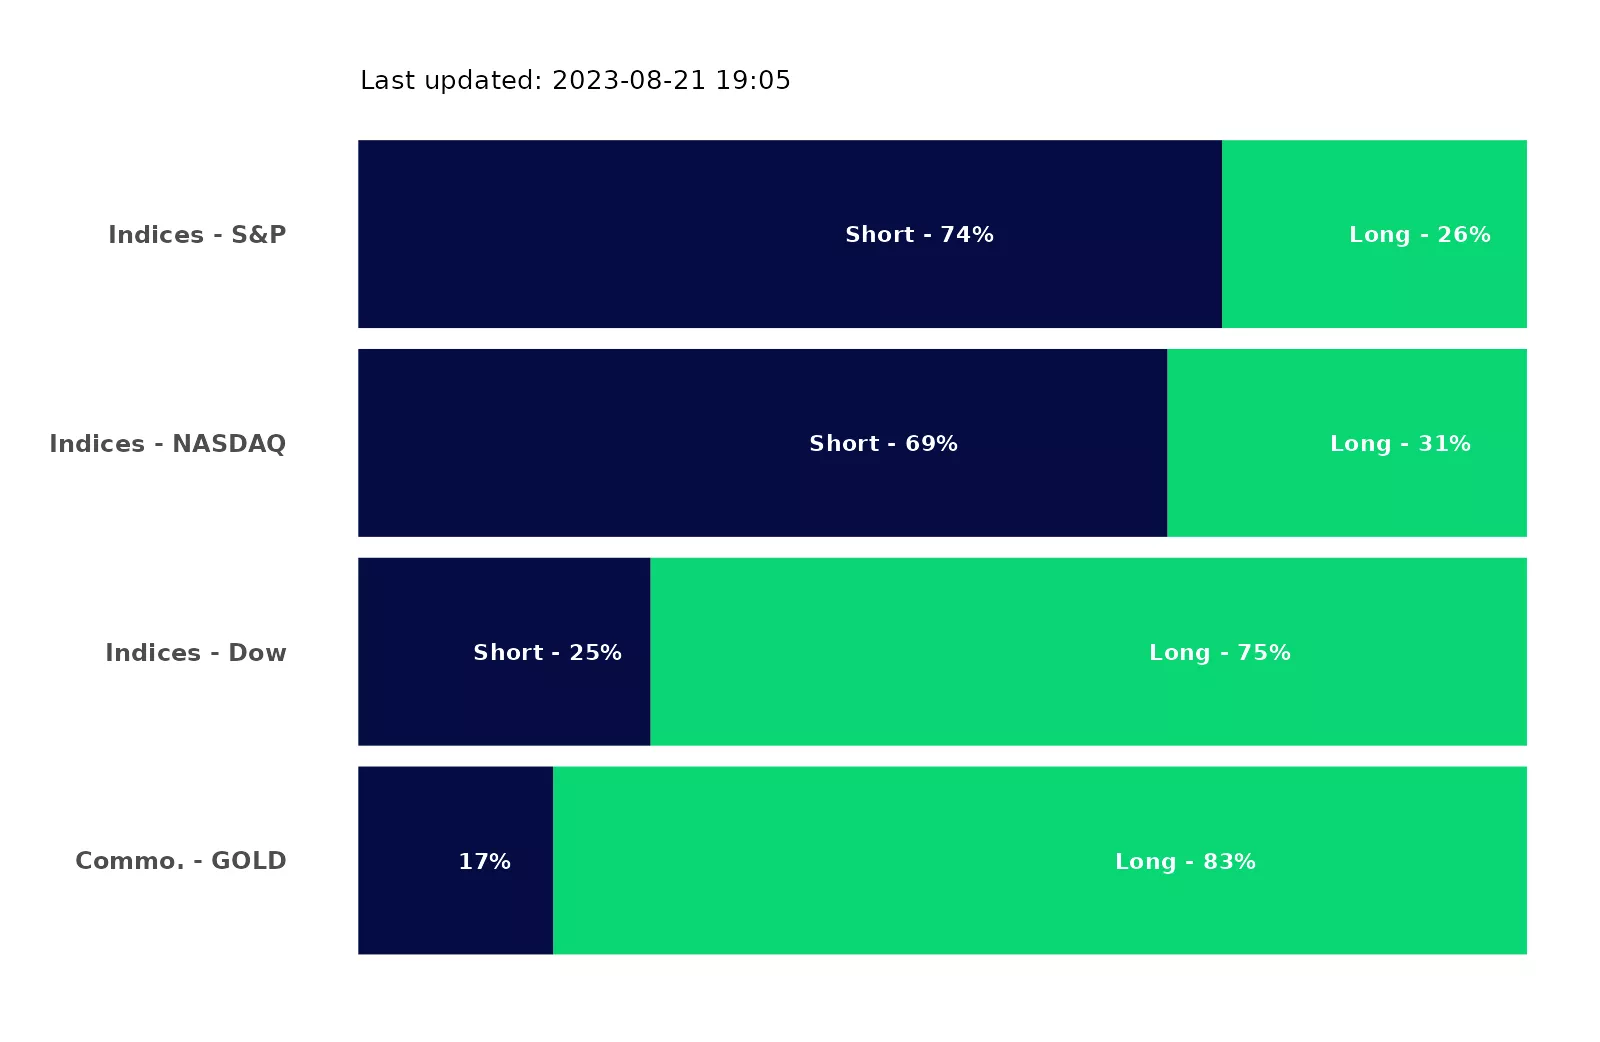 Last updated: 2023-08-21 19:05
Indices - S&P Short - 74% Long - 26%
Indices - NASDAQ Short - 69% Long - 31%
Indices - Dow Short - 25% Long - 75%
Commo. - GOLD 17% Long - 83%